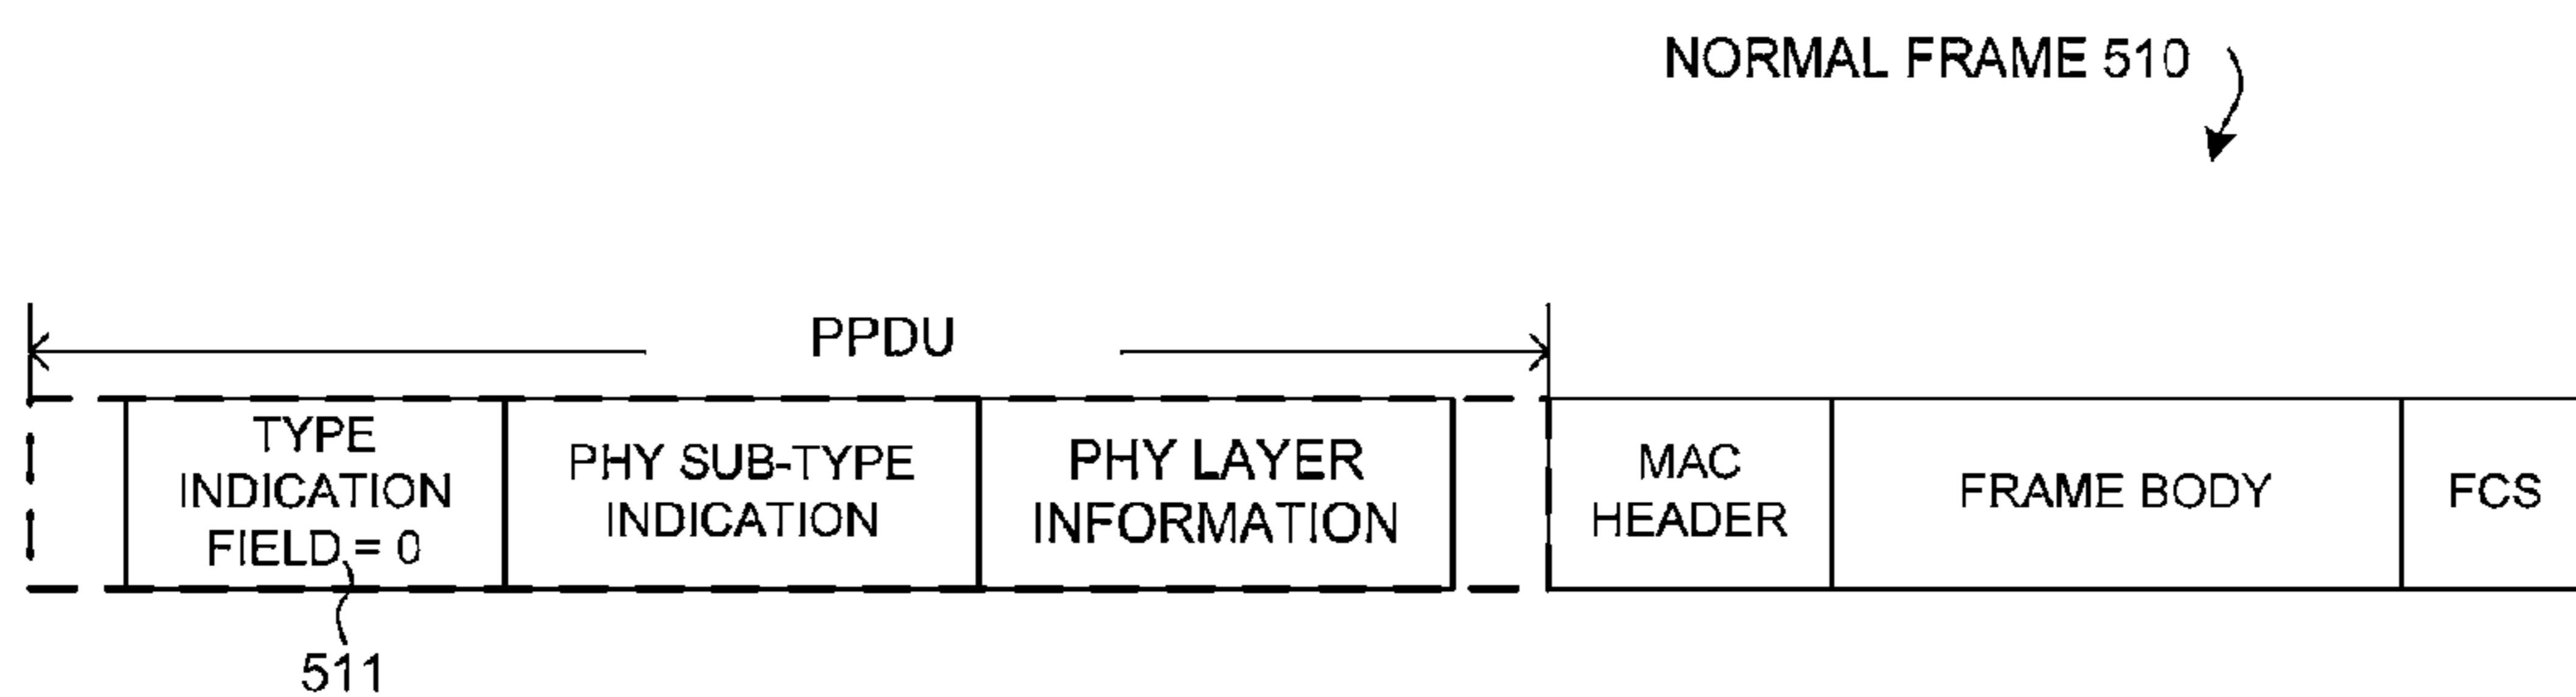 NORMAL FRAME 510
PPDU
TYPE
INDICATION
FIELD = 0
PHY SUB-TYPE
INDICATION
PHY LAYER
INFORMATION
MAC
HEADER
FRAME BODY
FCS
511